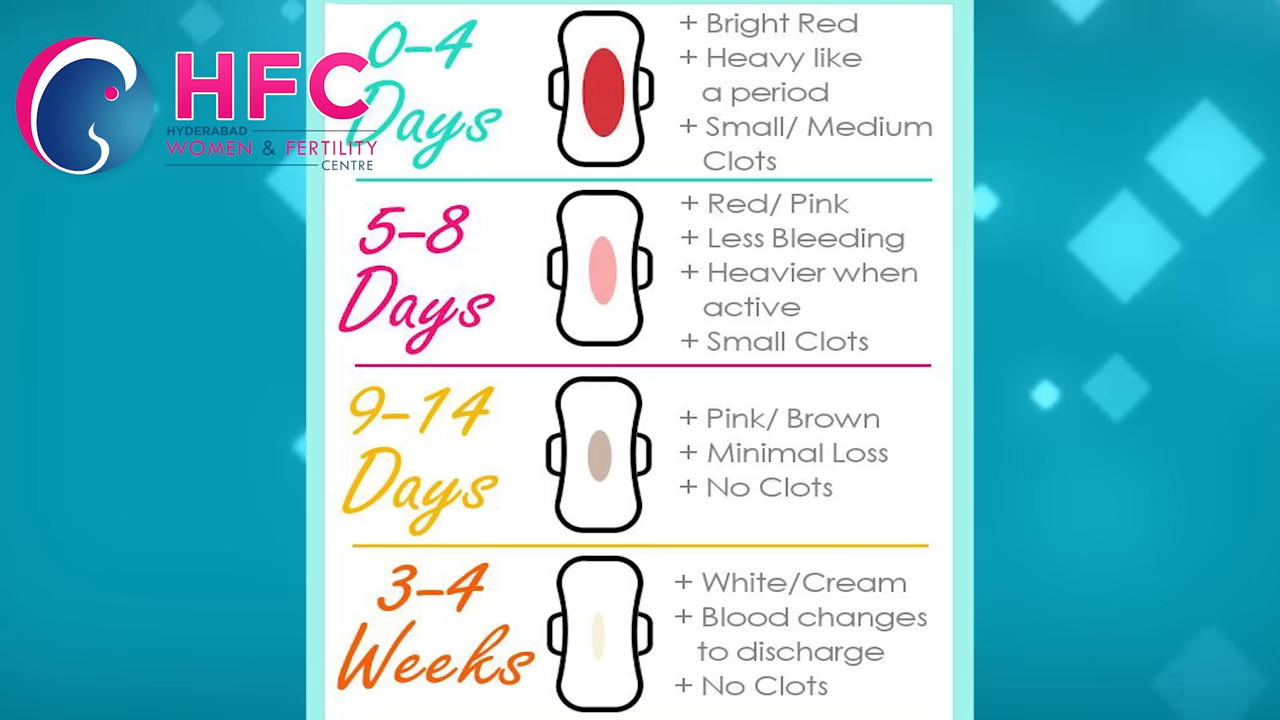 HFC
HYDERABAD
WOMEN & FERTILITY
CENTRE
0-4
Days
+ Bright Red
+ Heavy like
a period
+ Small/ Medium
Clots
5-8
Days
+ Red/ Pink
+ Less Bleeding
+ Heavier when
active
+ Small Clots
9-14
Days
+ Pink/ Brown
+ Minimal Loss
+ No Clots
3-4
Weeks
+ White/Cream
+ Blood changes
to discharge
+ No Clots